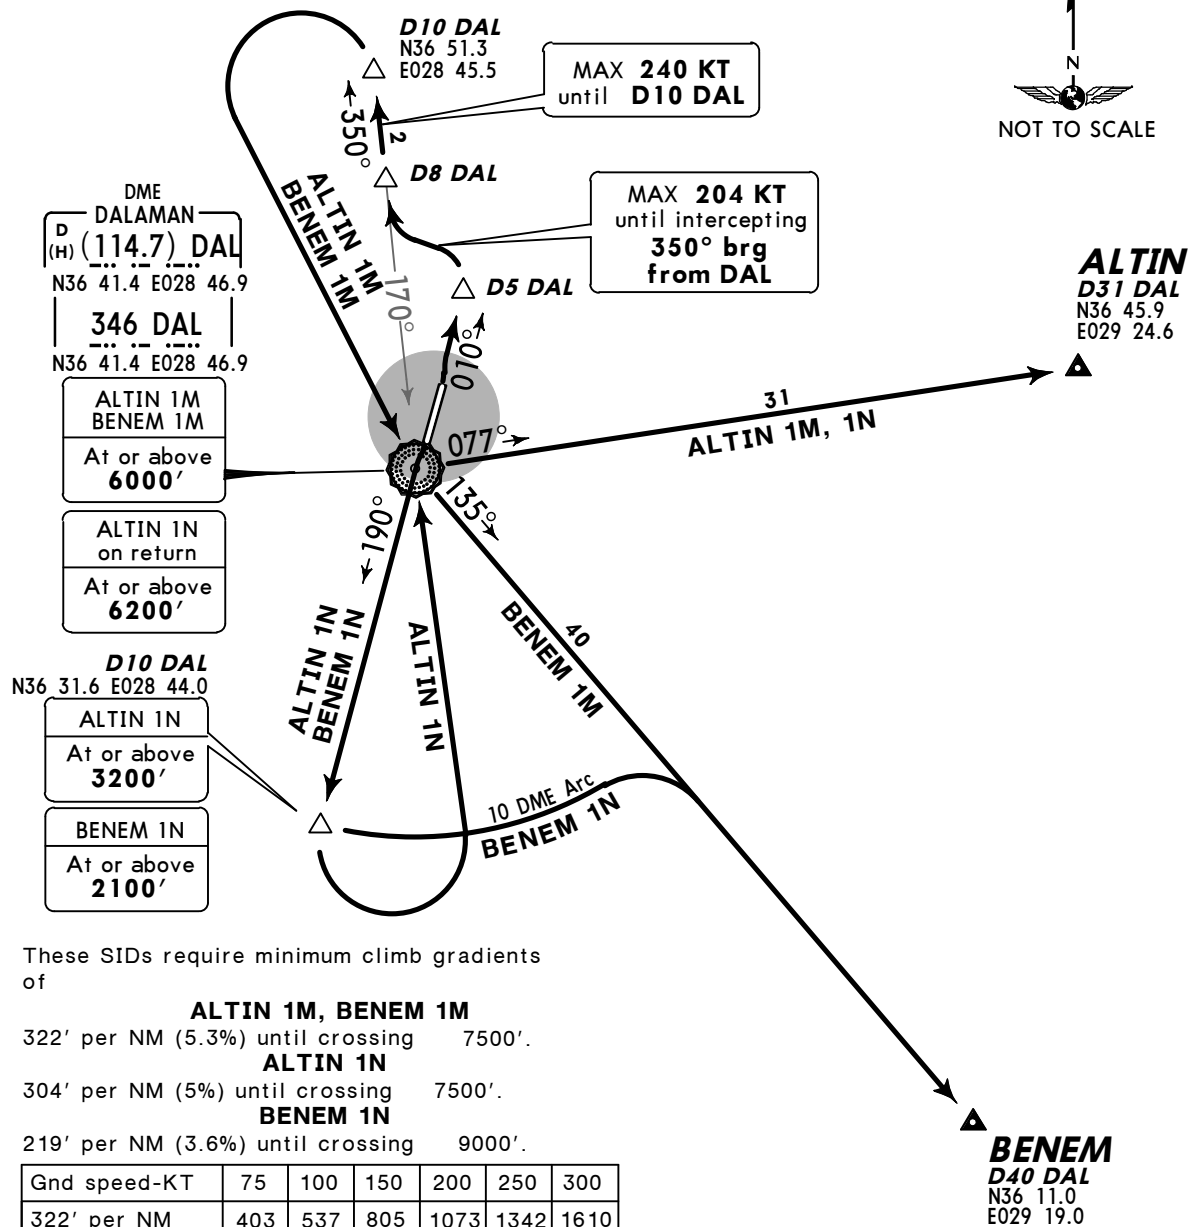 D10 DAL
N36 51.3
E028 45.5
MAX 240 KT
until D10 DAL
N
NOT TO SCALE
350°
2
D8 DAL
MAX 204 KT
until intercepting
350° brg
from DAL
ALTIN 1M
BENEM 1M
DME
DALAMAN
D
(H) (114.7) DAL
N36 41.4 E028 46.9
346 DAL
N36 41.4 E028 46.9
170°
D5 DAL
010°
ALTIN
D31 DAL
N36 45.9
E029 24.6
ALTIN 1M
BENEM 1M
At or above
6000'
077°
31
ALTIN 1M, 1N
135°
190°
ALTIN 1N
on return
At or above
6200'
ALTIN 1N
BENEM 1N
ALTIN 1N
40
BENEM 1M
D10 DAL
N36 31.6 E028 44.0
ALTIN 1N
At or above
3200'
BENEM 1N
At or above
2100'
10 DME Arc
BENEM 1N
These SIDs require minimum climb gradients
of
ALTIN 1M, BENEM 1M
322' per NM (5.3%) until crossing 7500'.
ALTIN 1N
304' per NM (5%) until crossing 7500'.
BENEM 1N
219' per NM (3.6%) until crossing 9000'.
Gnd speed-KT 75 100 150 200 250 300
322' per NM 403 537 805 1073 1342 1610
BENEM
D40 DAL
N36 11.0
E029 19.0